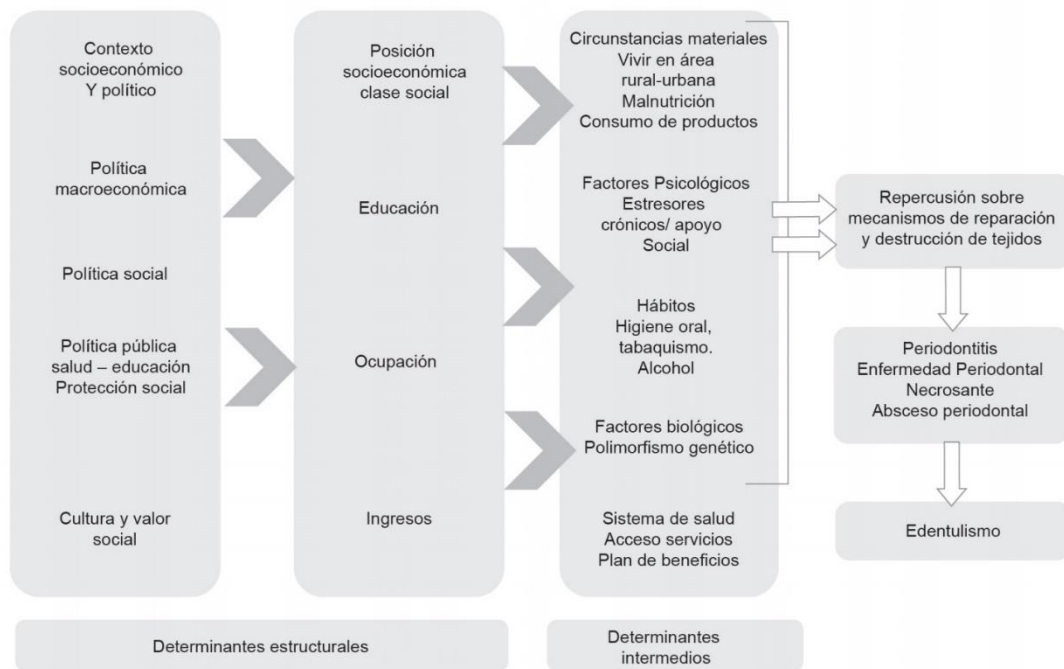 Contexto
socioeconómico
Y político
Política
macroeconómica
Política social
Política pública
salud – educación
Protección social
Cultura y valor
social
Posición
socioeconómica
clase social
Educación
Ocupación
Ingresos
Circunstancias materiales
Vivir en área
rural-urbana
Malnutrición
Consumo de productos
Factores Psicológicos
Estresores
crónicos/ apoyo
Social
Hábitos
Higiene oral,
tabaquismo.
Alcohol
Factores biológicos
Polimorfismo genético
Sistema de salud
Acceso servicios
Plan de beneficios
Repercusión sobre
mecanismos de reparación
y destrucción de tejidos
Periodontitis
Enfermedad Periodontal
Necrosante
Absceso periodontal
Edentulismo
Determinantes estructurales
Determinantes
intermedios